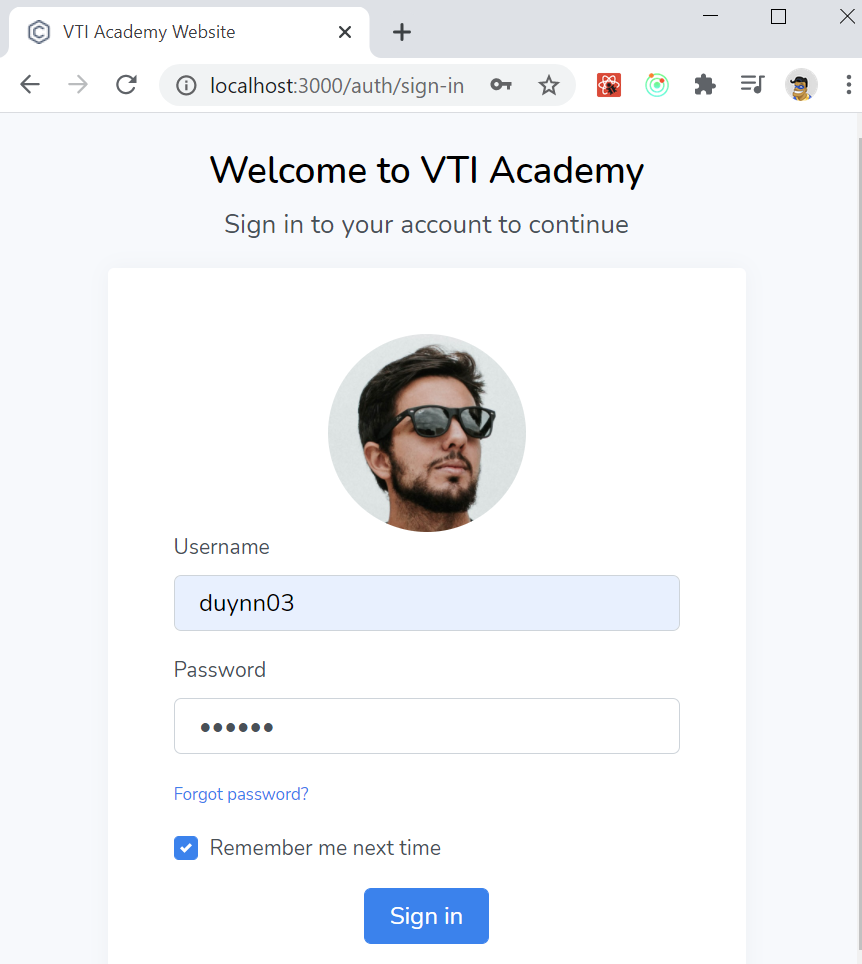 VTI Academy Website
localhost:3000/auth/sign-in
Welcome to VTI Academy
Sign in to your account to continue
Username
duynn03
Password
••••••
Forgot password?
Remember me next time
Sign in